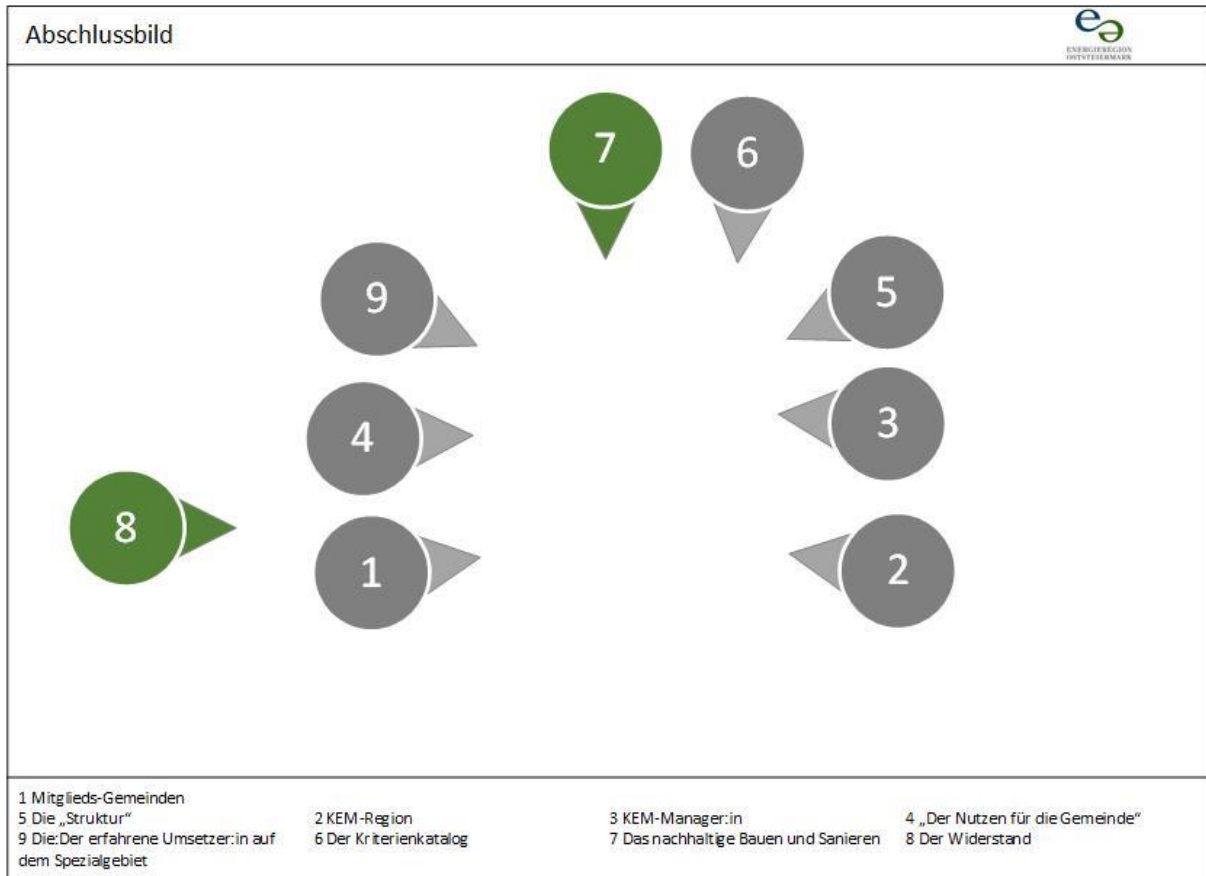 Abschlussbild
ENERGIEREGION
OSTSTEIERMARK
7
6
9
5
4
3
8
1
2
1 Mitglieds-Gemeinden
5 Die „Struktur“
9 Die:Der erfahrene Umsetzer:in auf
dem Spezialgebiet
2 KEM-Region
6 Der Kriterienkatalog
3 KEM-Manager:in
7 Das nachhaltige Bauen und Sanieren
4 „Der Nutzen für die Gemeinde“
8 Der Widerstand